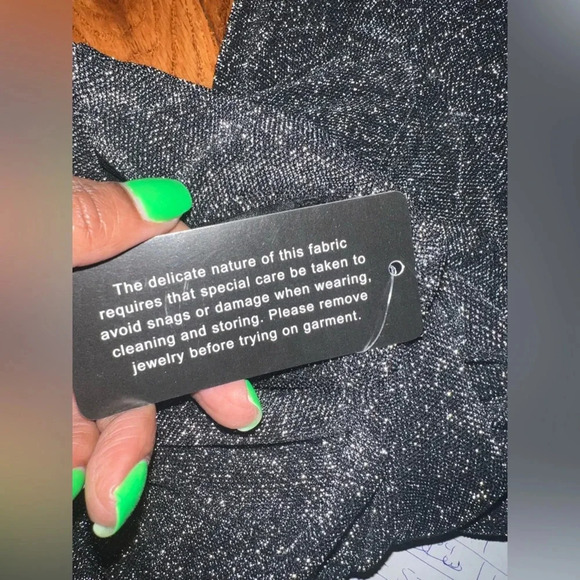 The delicate nature of this fabric
requires that special care be taken to
avoid snags or damage when wearing,
cleaning and storing. Please remove
jewelry before trying on garment.